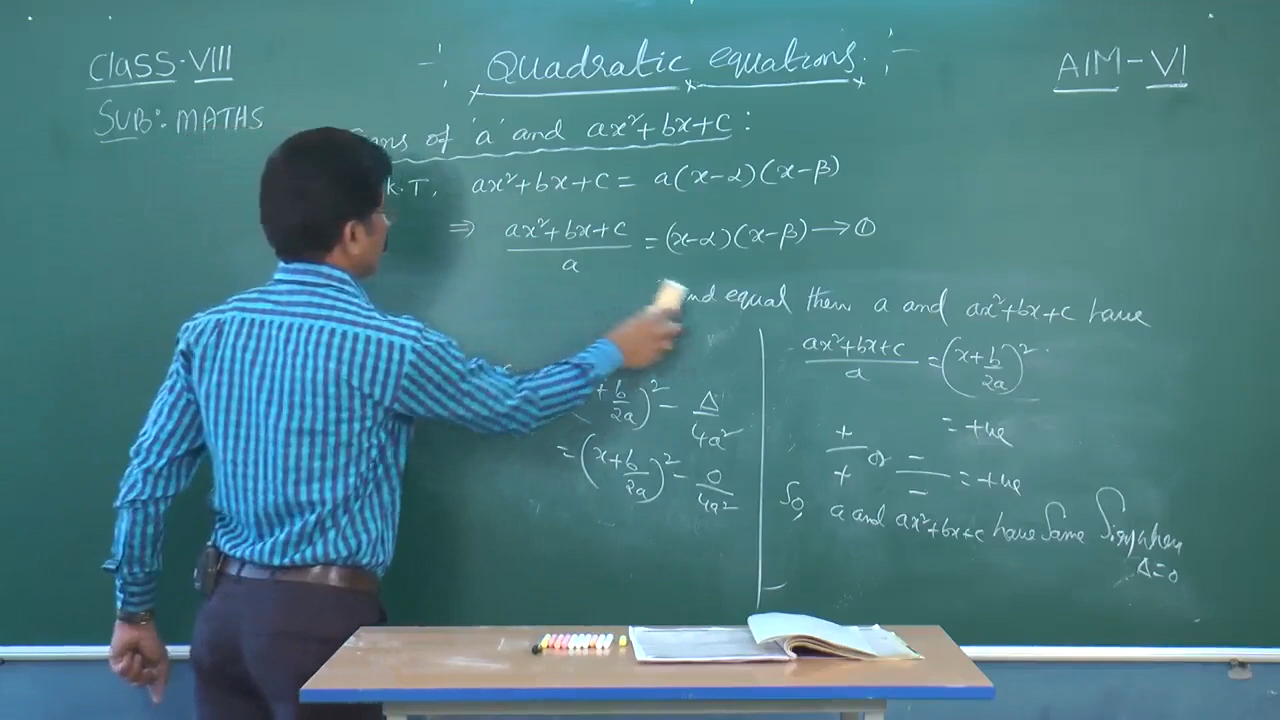 Class-VIII
Quadratic equations.
AIM-VI
SUB: MATHS
of 'a' and ax²+bx+c:
K.T, ax²+bx+c = a(x-α)(x-β)
⇒ (ax²+bx+c)/a = (x-α)(x-β) → ①
and equal then a and ax²+bx+c have
+ b/2a)² - Δ/4a²
= (x+b/2a)² - 0/4a²
(ax²+bx+c)/a = (x+b/2a)²
= +ve
+/+ or -/- = +ve
So, a and ax²+bx+c have Same Sign when
Δ=0